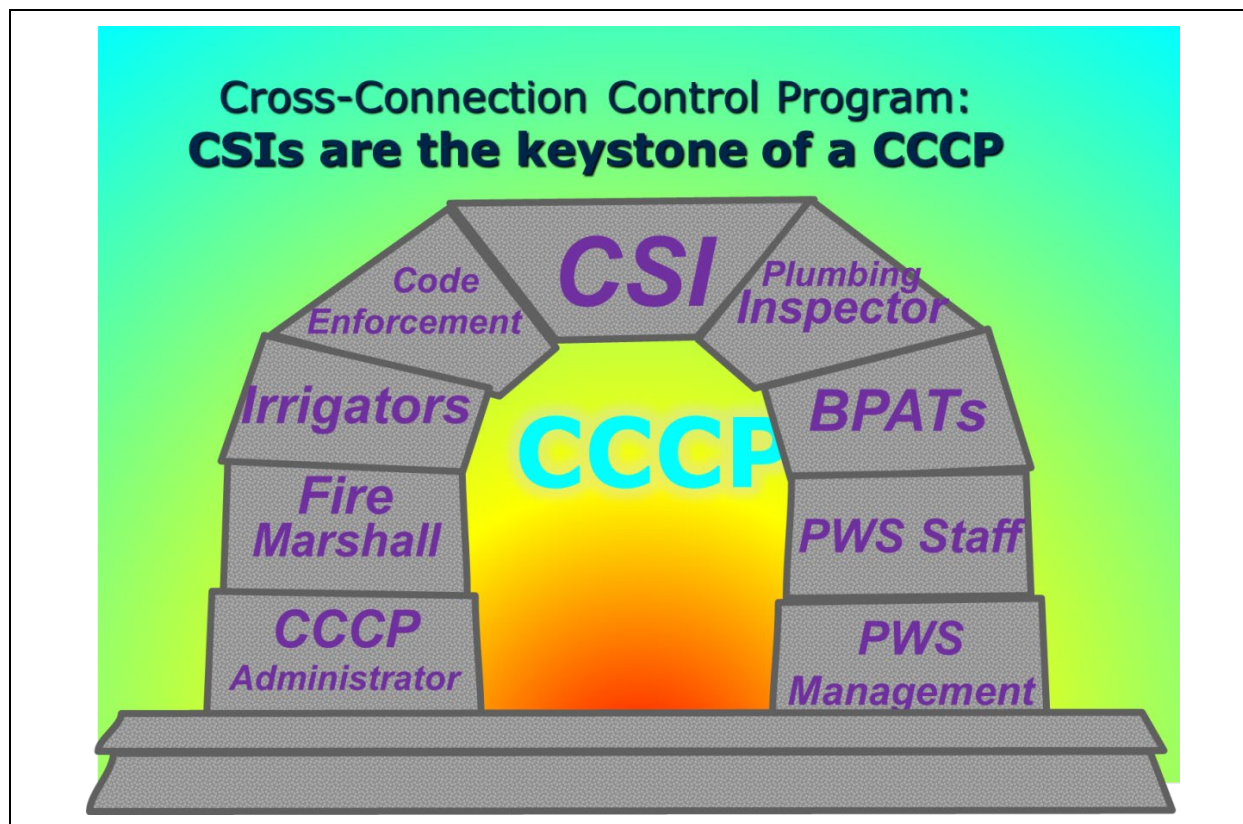 Cross-Connection Control Program:
CSIs are the keystone of a CCCP
CSI
Code
Enforcement
Plumbing
Inspector
Irrigators
BPATs
CCCP
Fire
Marshall
PWS Staff
CCCP
Administrator
PWS
Management